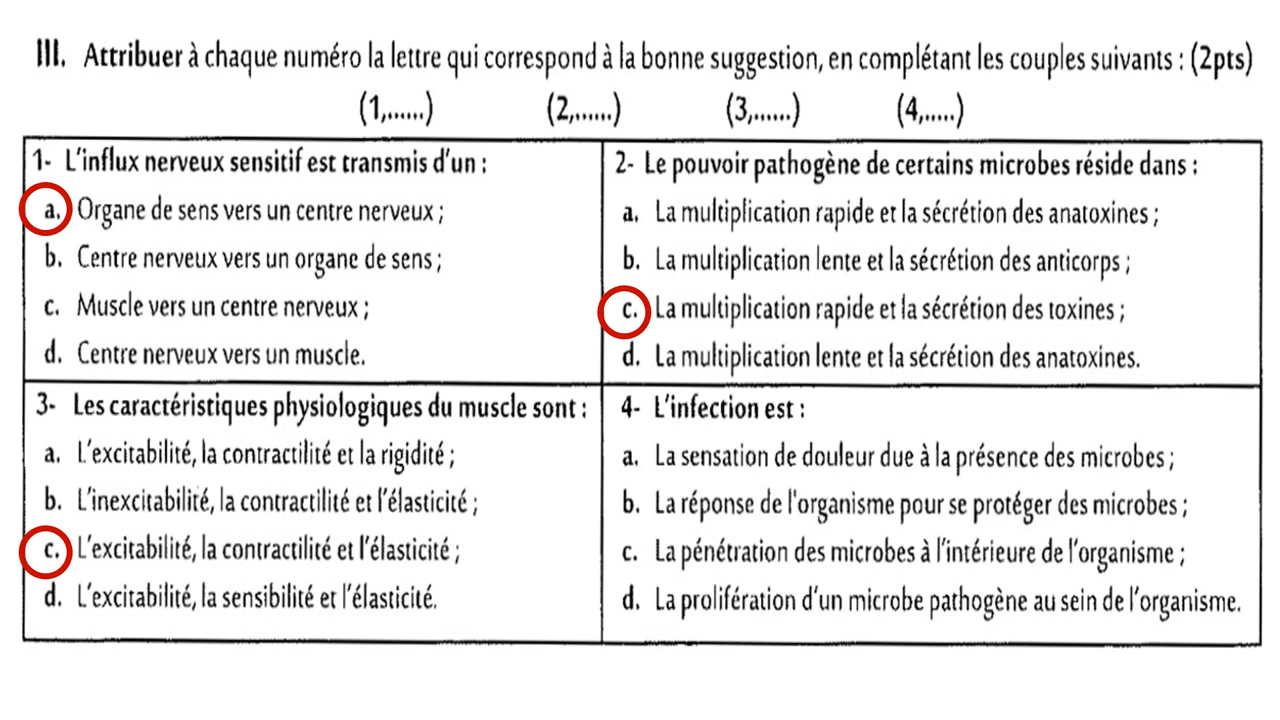 III. Attribuer à chaque numéro la lettre qui correspond à la bonne suggestion, en complétant les couples suivants : (2pts)
(1,......) (2,......) (3,......) (4,.....)
1- L'influx nerveux sensitif est transmis d'un :
a. Organe de sens vers un centre nerveux ;
b. Centre nerveux vers un organe de sens ;
c. Muscle vers un centre nerveux ;
d. Centre nerveux vers un muscle.
2- Le pouvoir pathogène de certains microbes réside dans :
a. La multiplication rapide et la sécrétion des anatoxines ;
b. La multiplication lente et la sécrétion des anticorps ;
c. La multiplication rapide et la sécrétion des toxines ;
d. La multiplication lente et la sécrétion des anatoxines.
3- Les caractéristiques physiologiques du muscle sont :
a. L'excitabilité, la contractilité et la rigidité ;
b. L'inexcitabilité, la contractilité et l'élasticité ;
c. L'excitabilité, la contractilité et l'élasticité ;
d. L'excitabilité, la sensibilité et l'élasticité.
4- L'infection est :
a. La sensation de douleur due à la présence des microbes ;
b. La réponse de l'organisme pour se protéger des microbes ;
c. La pénétration des microbes à l'intérieure de l'organisme ;
d. La prolifération d'un microbe pathogène au sein de l'organisme.